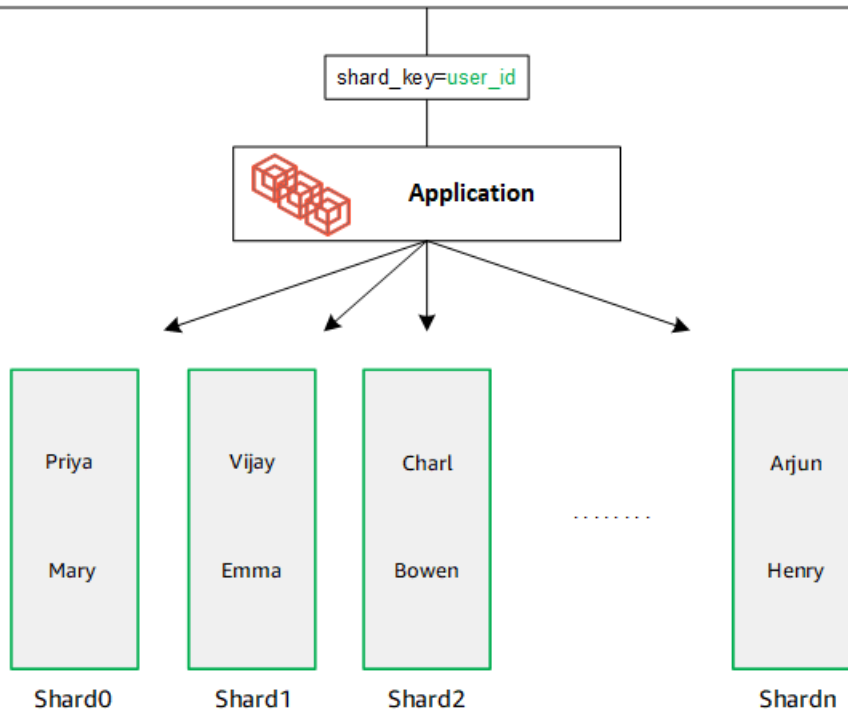 shard_key=user_id
Application
Priya
Vijay
Charl
Arjun
........
Mary
Emma
Bowen
Henry
Shard0
Shard1
Shard2
Shardn